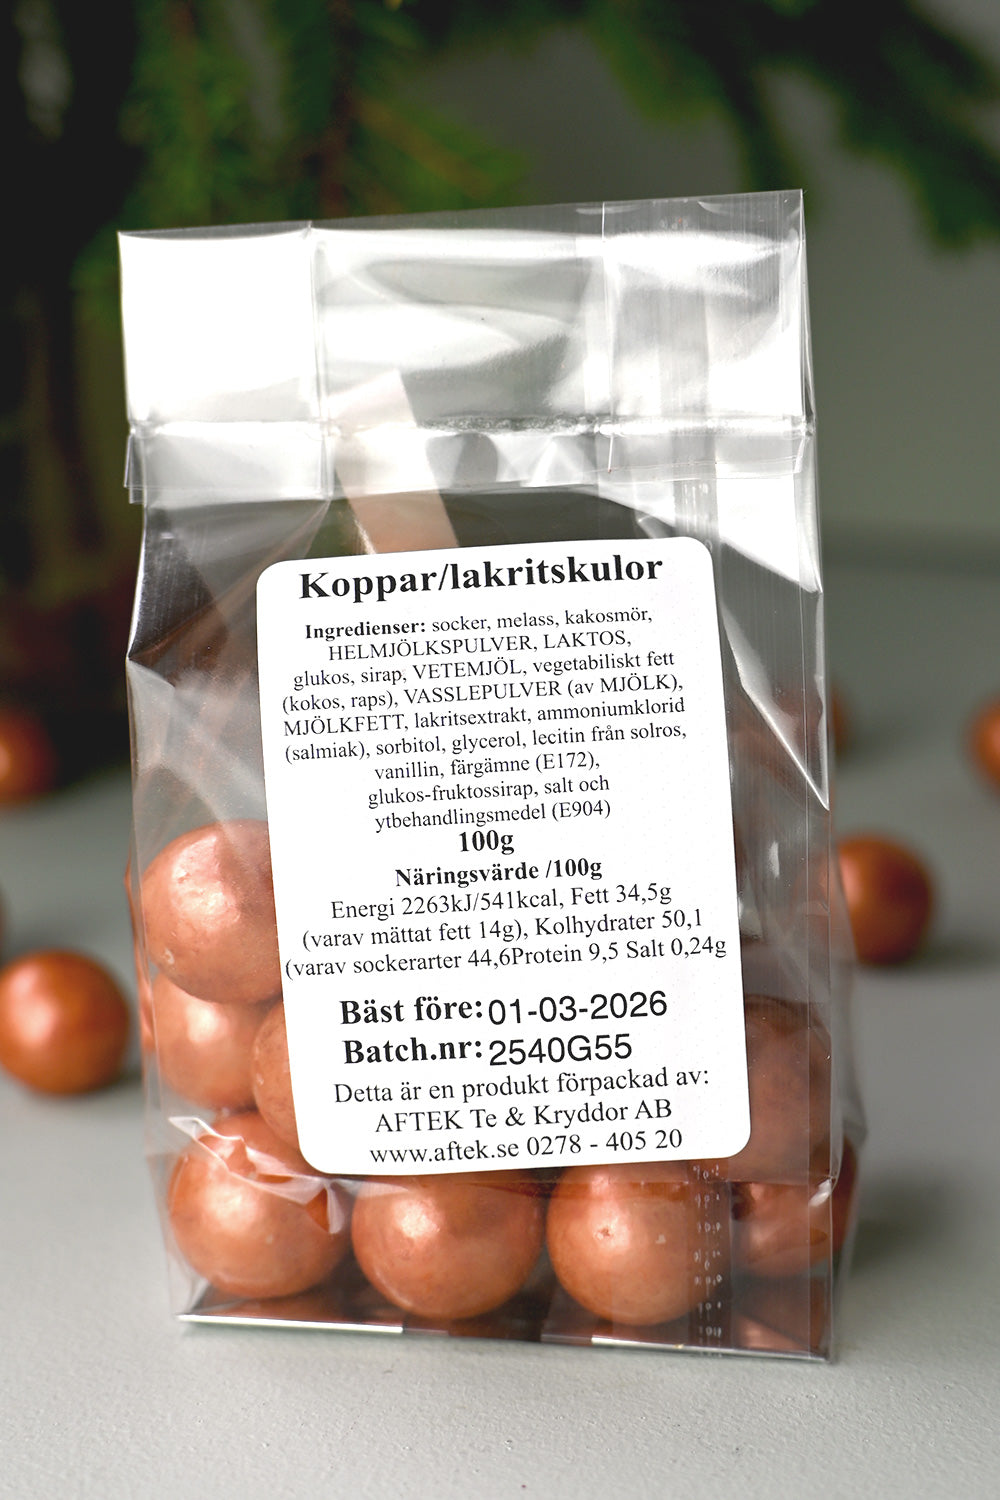 Koppar/lakritskulor
Ingredienser: socker, melass, kakosmör,
HELMJÖLKSPULVER, LAKTOS,
glukos, sirap, VETEMJÖL, vegetabiliskt fett
(kokos, raps), VASSLEPULVER (av MJÖLK),
MJÖLKFETT, lakritsextrakt, ammoniumklorid
(salmiak), sorbitol, glycerol, lecitin från solros,
vanillin, färgämne (E172),
glukos-fruktossirap, salt och
ytbehandlingsmedel (E904)
100g
Näringsvärde /100g
Energi 2263kJ/541kcal, Fett 34,5g
(varav mättat fett 14g), Kolhydrater 50,1
(varav sockerarter 44,6Protein 9,5 Salt 0,24g
Bäst före: 01-03-2026
Batch.nr: 2540G55
Detta är en produkt förpackad av:
AFTEK Te & Kryddor AB
www.aftek.se 0278 - 405 20